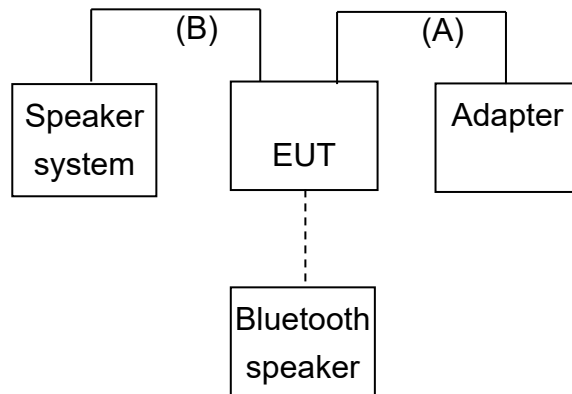 (B)
(A)
Speaker
system
EUT
Adapter
Bluetooth
speaker